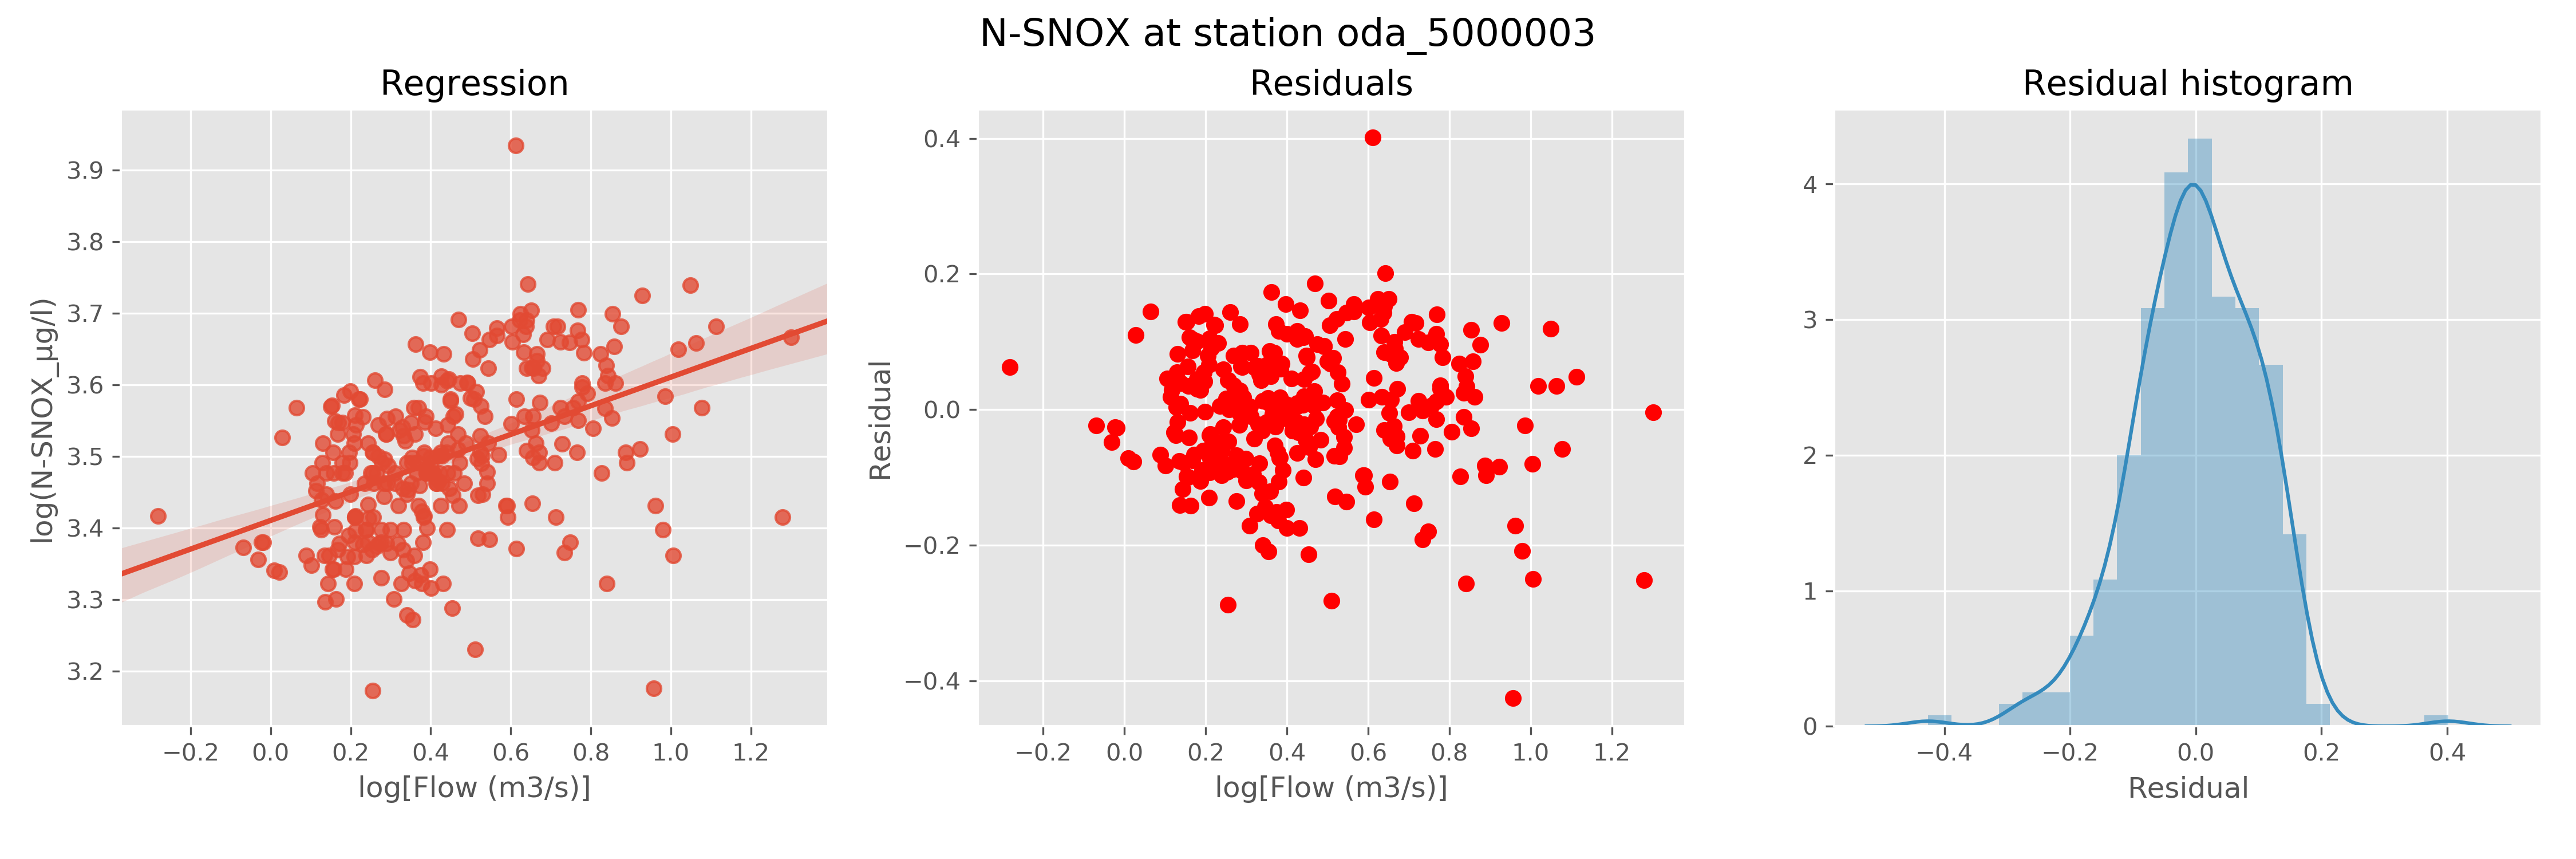 N-SNOX at station oda_5000003
Regression
log(N-SNOX_µg/l)
3.9
3.8
3.7
3.6
3.5
3.4
3.3
3.2
−0.2 0.0 0.2 0.4 0.6 0.8 1.0 1.2
log[Flow (m3/s)]
Residuals
Residual
0.4
0.2
0.0
−0.2
−0.4
−0.2 0.0 0.2 0.4 0.6 0.8 1.0 1.2
log[Flow (m3/s)]
Residual histogram
4
3
2
1
0
−0.4 −0.2 0.0 0.2 0.4
Residual